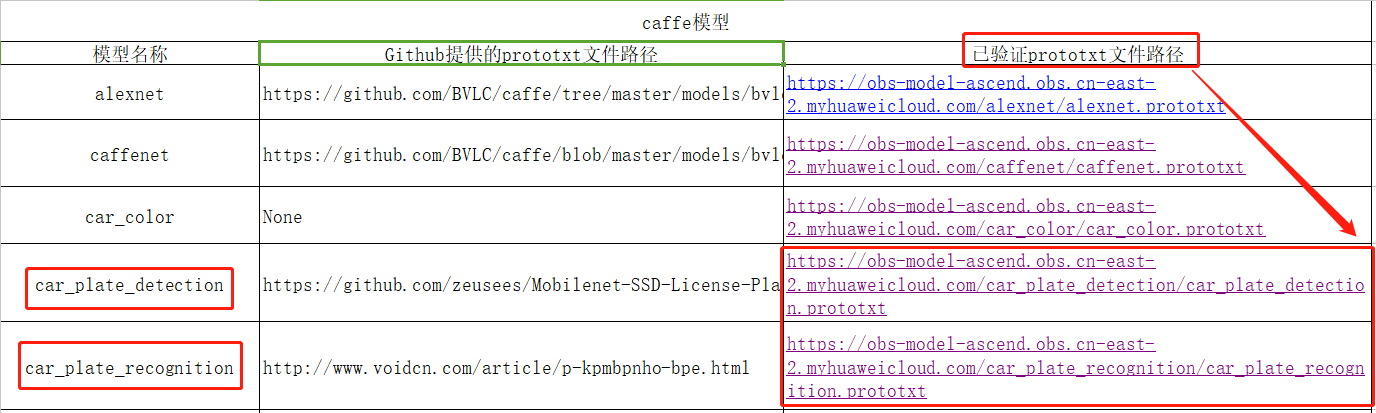 caffe模型
模型名称 Github提供的prototxt文件路径 已验证prototxt文件路径
alexnet https://github.com/BVLC/caffe/tree/master/models/bvlc https://obs-model-ascend.obs.cn-east-
2.myhuaweicloud.com/alexnet/alexnet.prototxt
caffenet https://github.com/BVLC/caffe/blob/master/models/bvlc https://obs-model-ascend.obs.cn-east-
2.myhuaweicloud.com/caffenet/caffenet.prototxt
car_color None https://obs-model-ascend.obs.cn-east-
2.myhuaweicloud.com/car_color/car_color.prototxt
car_plate_detection https://github.com/zeusees/Mobilenet-SSD-License-Pla https://obs-model-ascend.obs.cn-east-
2.myhuaweicloud.com/car_plate_detection/car_plate_detectio
n.prototxt
car_plate_recognition http://www.voidcn.com/article/p-kpmbpnho-bpe.html https://obs-model-ascend.obs.cn-east-
2.myhuaweicloud.com/car_plate_recognition/car_plate_recogn
ition.prototxt